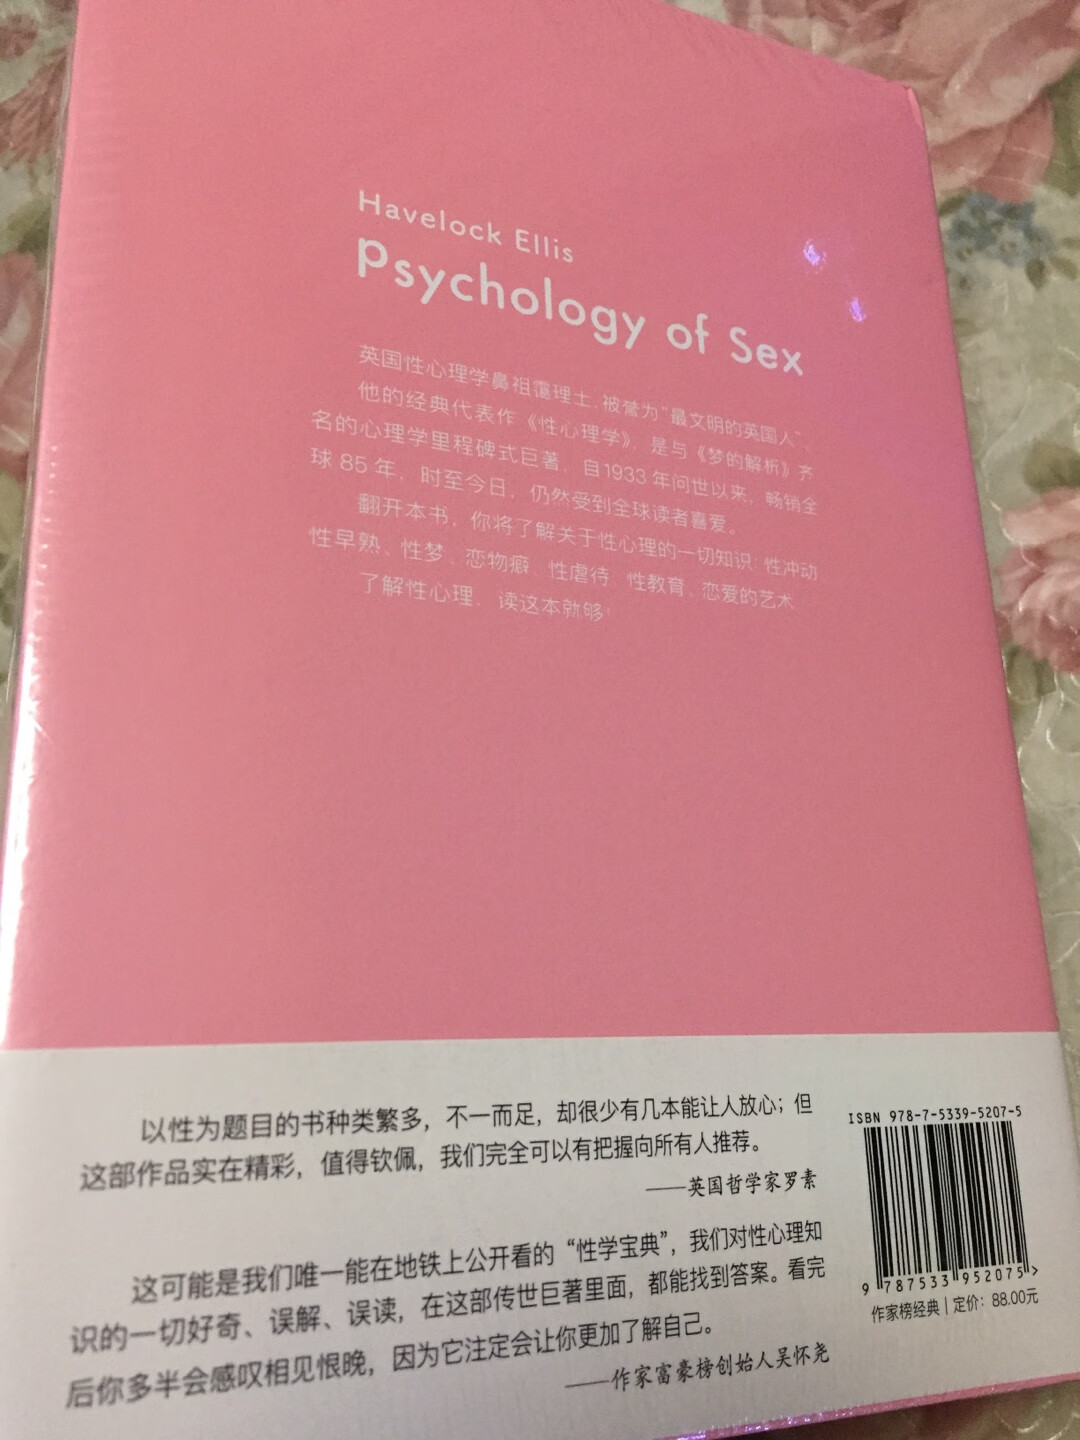 Havelock Ellis
Psychology of Sex
英国性心理学鼻祖霭理士,被誉为“最文明的英国人”,
他的经典代表作《性心理学》,是与《梦的解析》齐
名的心理学里程碑式巨著,自1933年问世以来,畅销全
球85年,时至今日,仍然受到全球读者喜爱。
翻开本书,你将了解关于性心理的一切知识:性冲动、
性早熟、性梦、恋物癖、性虐待、性教育、恋爱的艺术
了解性心理,读这本就够!
以性为题目的书种类繁多,不一而足,却很少有几本能让人放心;但
这部作品实在精彩,值得钦佩,我们完全可以有把握向所有人推荐。
——英国哲学家罗素
这可能是我们唯一能在地铁上公开看的“性学宝典”,我们对性心理知
识的一切好奇、误解、误读,在这部传世巨著里面,都能找到答案。看完
后你多半会感叹相见恨晚,因为它注定会让你更加了解自己。
——作家富豪榜创始人吴怀尧
ISBN 978-7-5339-5207-5
9 787533 952075 >
作家榜经典 | 定价:88.00元